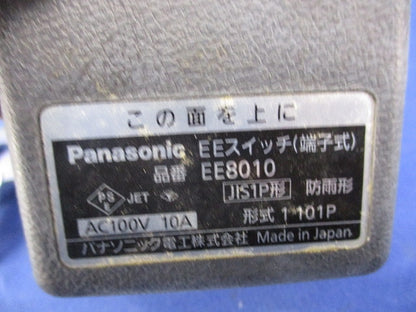 この面を上に
Panasonic EEスイッチ(端子式)
品番 EE8010
PS E JET JIS1P形 防雨形
AC100V 10A 形式 1 101P
パナソニック電工株式会社 Made in Japan